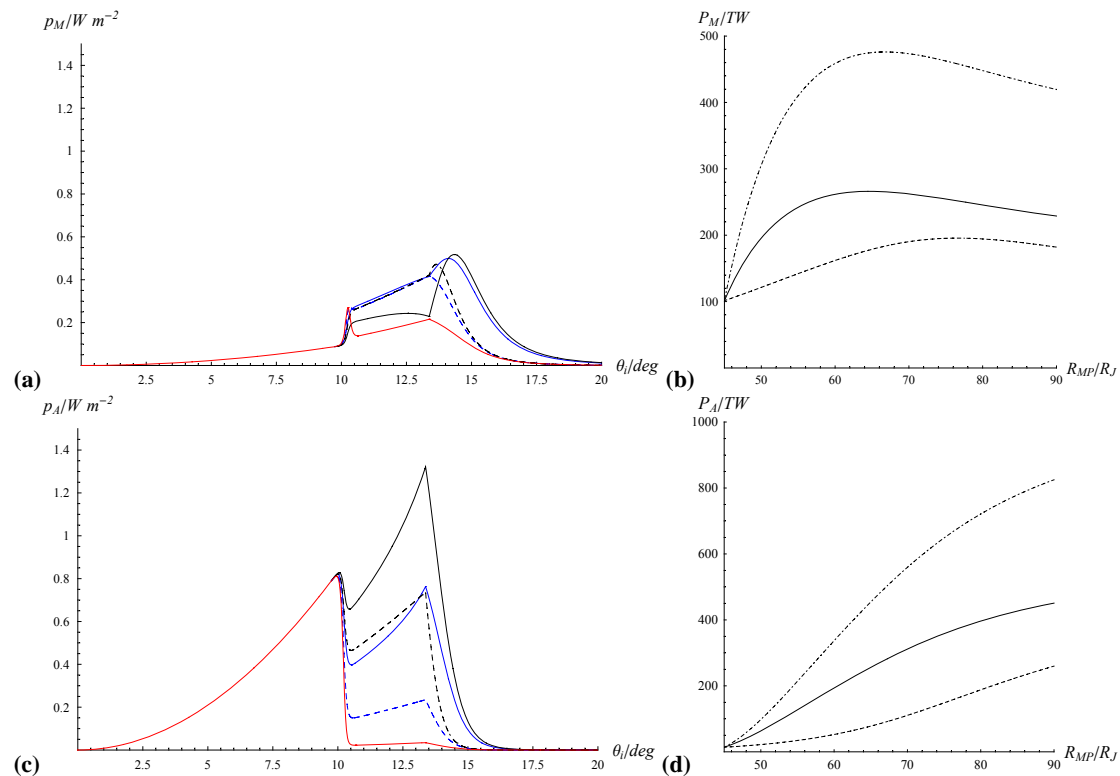 p_M/W m^−2
1.4
1.2
1
0.8
0.6
0.4
0.2
2.5 5 7.5 10 12.5 15 17.5 20
θ_i/deg
(a)
P_M/TW
500
400
300
200
100
50 60 70 80 90
R_MP/R_J
(b)
p_A/W m^−2
1.4
1.2
1
0.8
0.6
0.4
0.2
2.5 5 7.5 10 12.5 15 17.5 20
θ_i/deg
(c)
P_A/TW
1000
800
600
400
200
50 60 70 80 90
R_MP/R_J
(d)